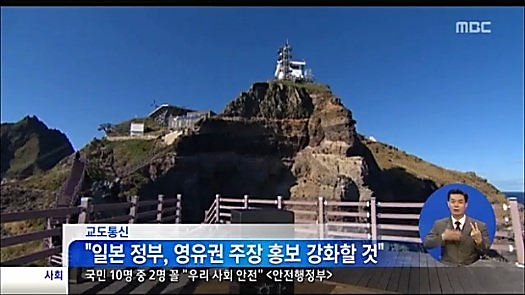 MBC
교도통신
"일본 정부, 영유권 주장 홍보 강화할 것"
사회
국민 10명 중 2명 꼴 "우리 사회 안전" <안전행정부>